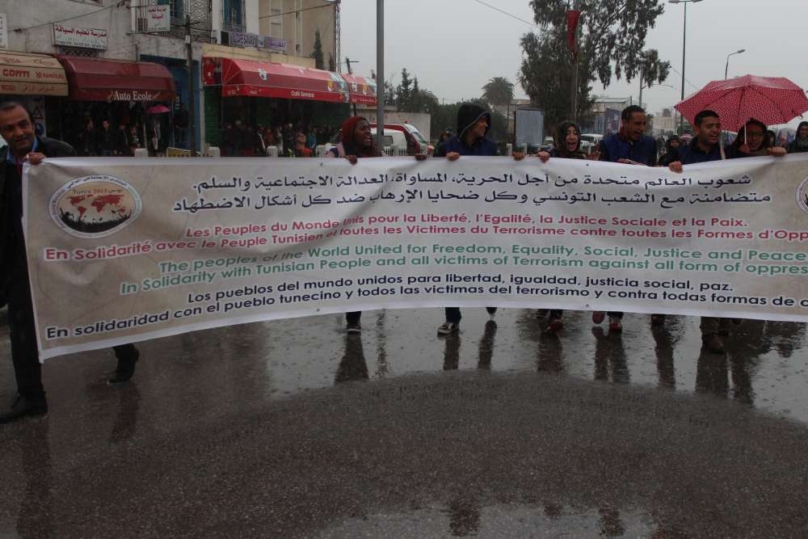 Auto Ecole
Tunis 2015
شعوب العالم متحدة من أجل الحرية، المساواة، العدالة الاجتماعية والسلم.
متضامنة مع الشعب التونسي وكل ضحايا الإرهاب ضد كل أشكال الاضطهاد
Les Peuples du Monde Unis pour la Liberté, l'Egalité, la Justice Sociale et la Paix.
En Solidarité avec le Peuple Tunisien et toutes les Victimes du Terrorisme contre toutes les Formes d'Opp
The peoples of the World United for Freedom, Equality, Social, Justice and Peace
In Solidarity with Tunisian People and all victims of Terrorism against all form of oppres
Los pueblos del mundo unidos para libertad, igualdad, justicia social, paz.
En solidaridad con el pueblo tunecino y todos las victimas del terrorismo y contra todas formas de